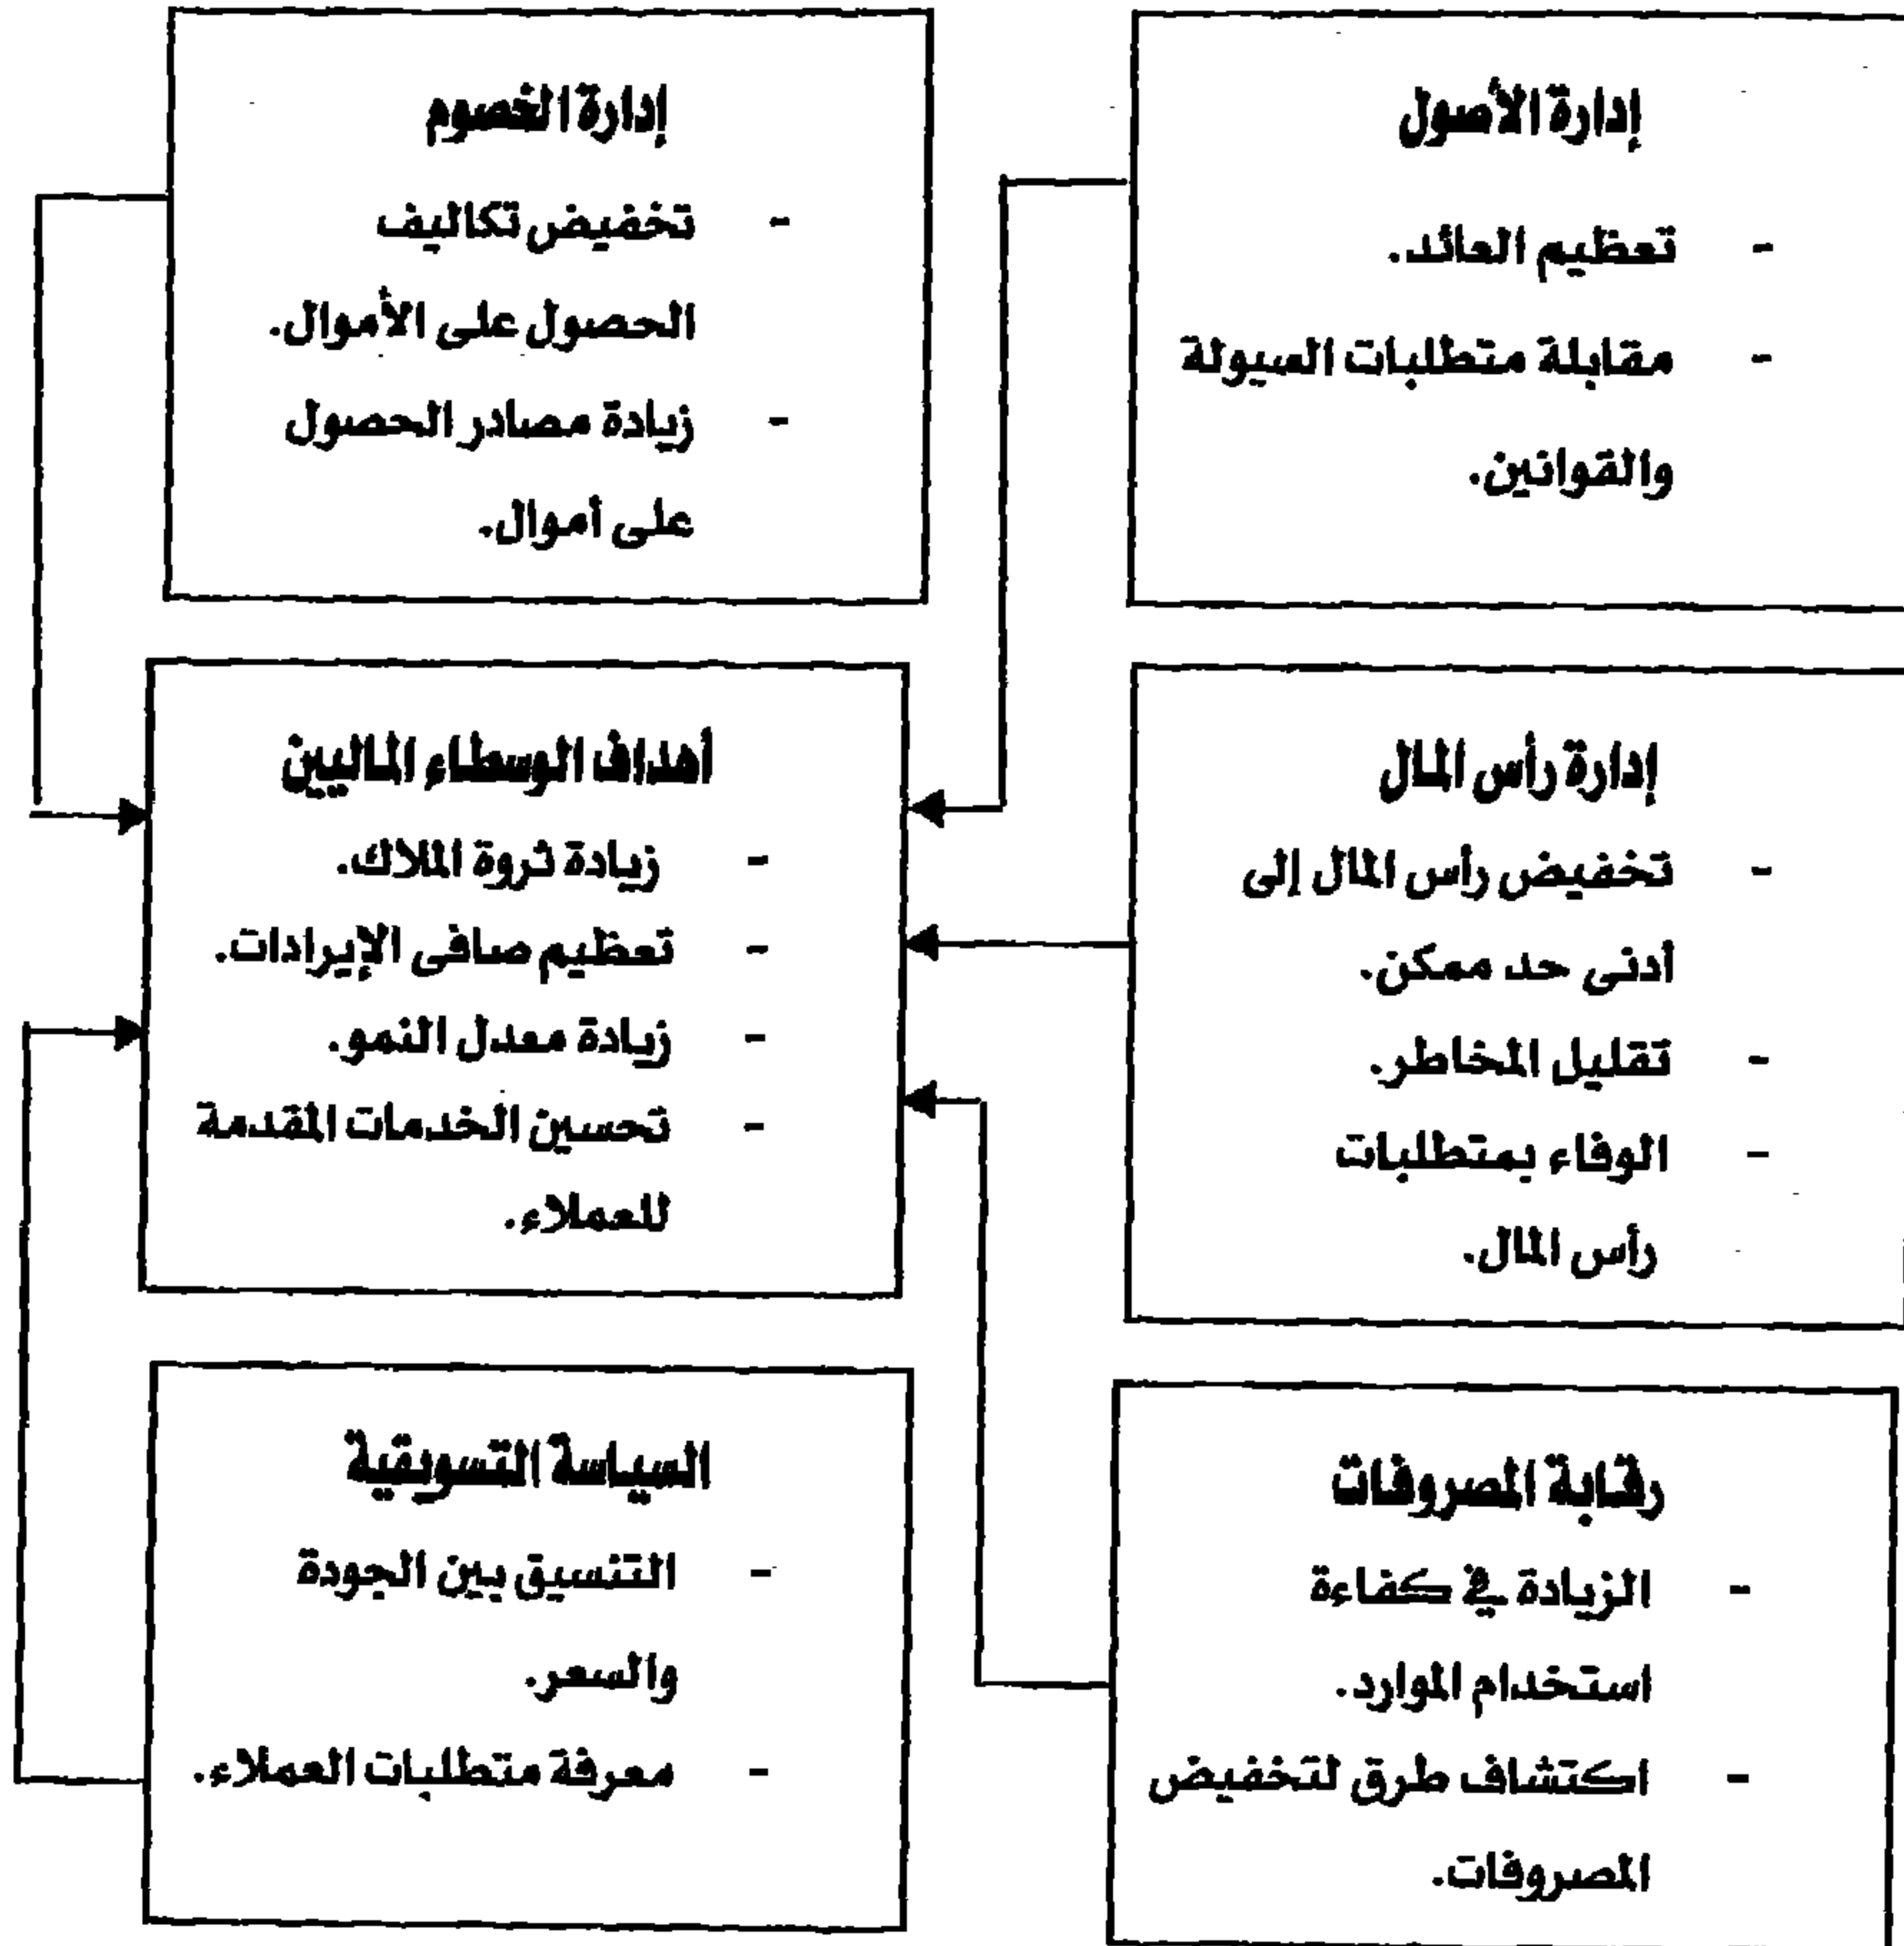 إدارة الأصول
- تعظيم العائد.
- مقابلة متطلبات السيولة
والقوانين.
إدارة الخصوم
- تخفيض تكاليف
الحصول على الأموال.
- زيادة مصادر الحصول
على أموال.
إدارة رأس المال
- تخفيض رأس المال إلى
أدنى حد ممكن.
- تقليل المخاطر.
- الوفاء بمتطلبات
رأس المال.
أهداف الوسطاء الماليين
- زيادة ثروة الملاك.
- تعظيم صافى الإيرادات.
- زيادة معدل النمو.
- تحسين الخدمات المقدمة
للعملاء.
رقابة المصروفات
- الزيادة في كفاءة
استخدام الموارد.
- اكتشاف طرق لتخفيض
المصروفات.
السياسة التسويقية
- التنسيق بين الجودة
والسعر.
- معرفة متطلبات العملاء.